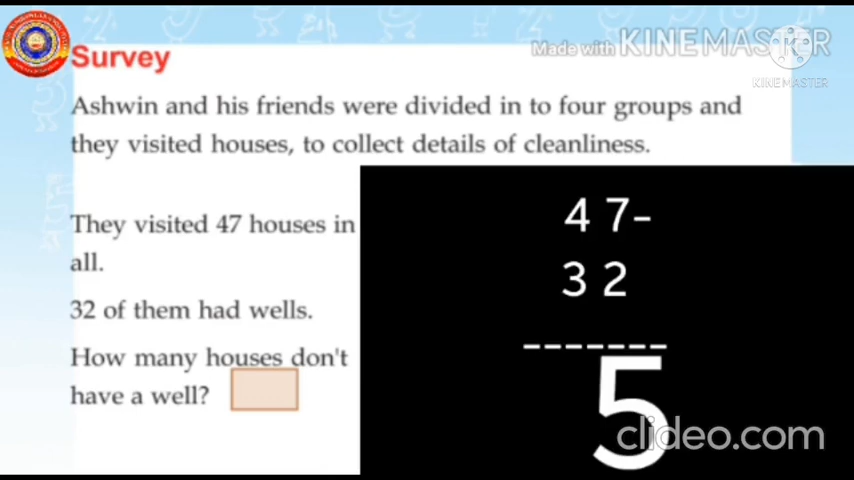 Survey
Made with KINEMASTER
KINEMASTER
Ashwin and his friends were divided in to four groups and
they visited houses, to collect details of cleanliness.
They visited 47 houses in
all.
32 of them had wells.
How many houses don't
have a well?
4 7-
3 2
-------
5
clideo.com